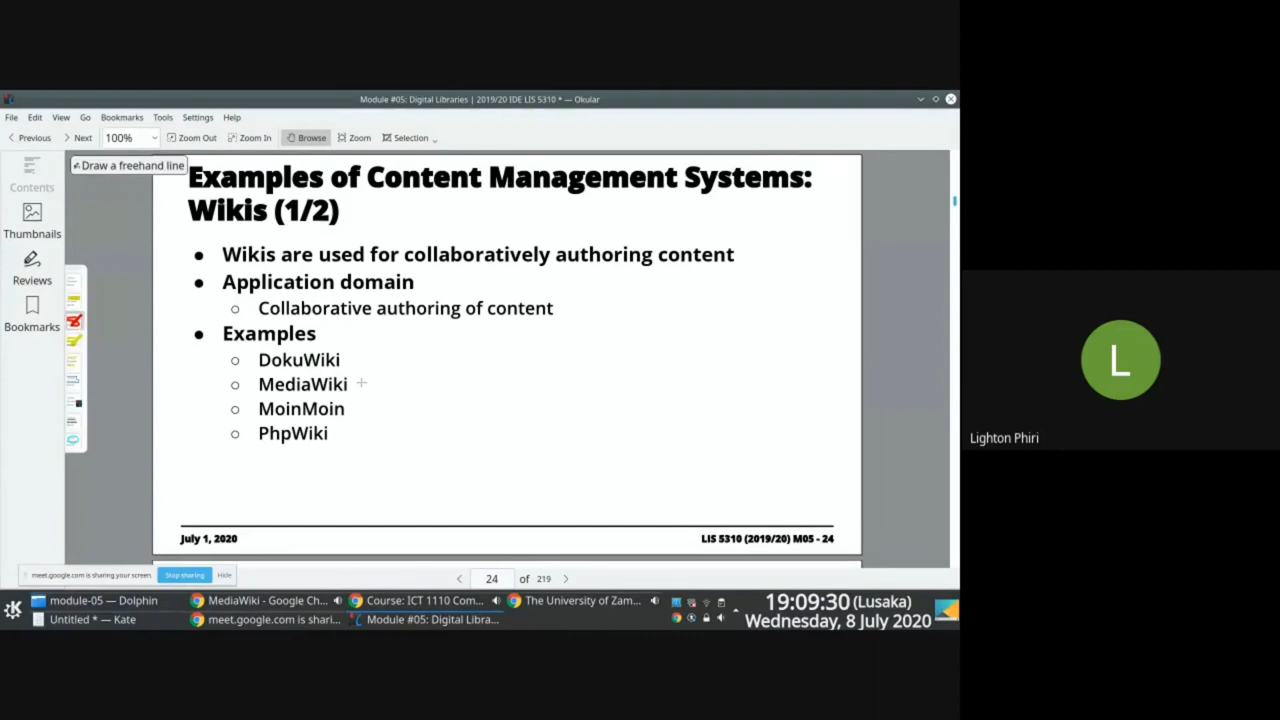 Module #05: Digital Libraries | 2019/20 IDE LIS 5310 * — Okular
File Edit View Go Bookmarks Tools Settings Help
Previous Next 100% Zoom Out Zoom In Browse Zoom Selection
Draw a freehand line
Contents
Thumbnails
Reviews
Bookmarks
Examples of Content Management Systems:
Wikis (1/2)
● Wikis are used for collaboratively authoring content
● Application domain
○ Collaborative authoring of content
● Examples
○ DokuWiki
○ MediaWiki
○ MoinMoin
○ PhpWiki
July 1, 2020 LIS 5310 (2019/20) M05 - 24
meet.google.com is sharing your screen. Stop sharing Hide
24 of 219
module-05 — Dolphin MediaWiki - Google Ch... Course: ICT 1110 Com... The University of Zam...
Untitled * — Kate meet.google.com is shari... Module #05: Digital Libra...
19:09:30 (Lusaka)
Wednesday, 8 July 2020
L
Lighton Phiri